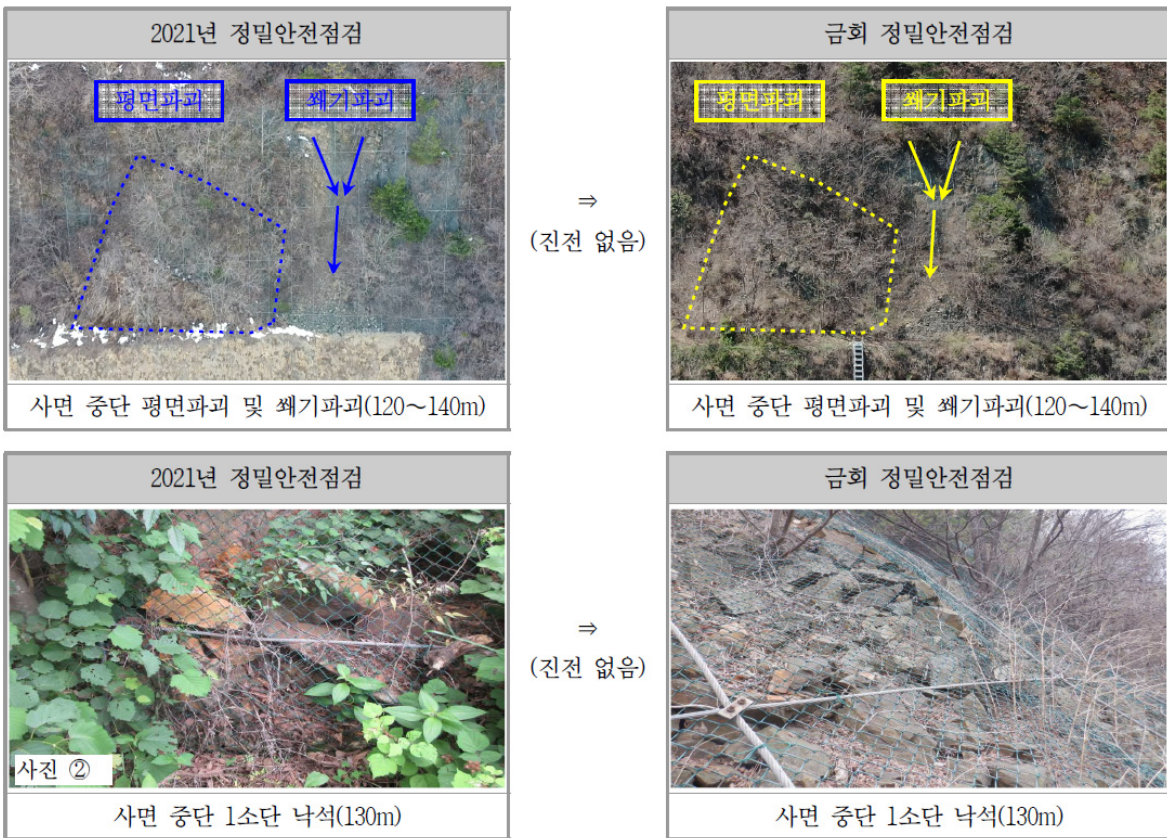 2021년 정밀안전점검
금회 정밀안전점검
평면파괴
쐐기파괴
평면파괴
쐐기파괴
⇒
(진전 없음)
사면 중단 평면파괴 및 쐐기파괴(120～140m)
사면 중단 평면파괴 및 쐐기파괴(120～140m)
2021년 정밀안전점검
금회 정밀안전점검
⇒
(진전 없음)
사진 ②
사면 중단 1소단 낙석(130m)
사면 중단 1소단 낙석(130m)